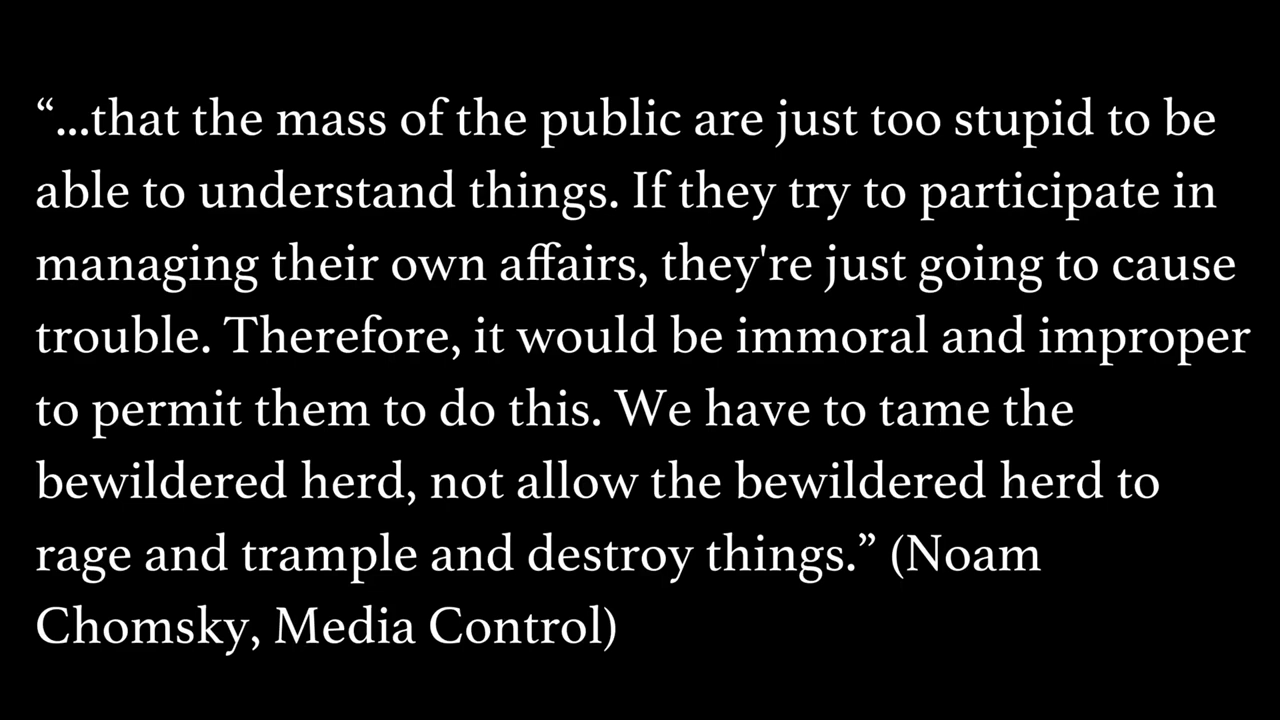 “...that the mass of the public are just too stupid to be
able to understand things. If they try to participate in
managing their own affairs, they're just going to cause
trouble. Therefore, it would be immoral and improper
to permit them to do this. We have to tame the
bewildered herd, not allow the bewildered herd to
rage and trample and destroy things.” (Noam
Chomsky, Media Control)